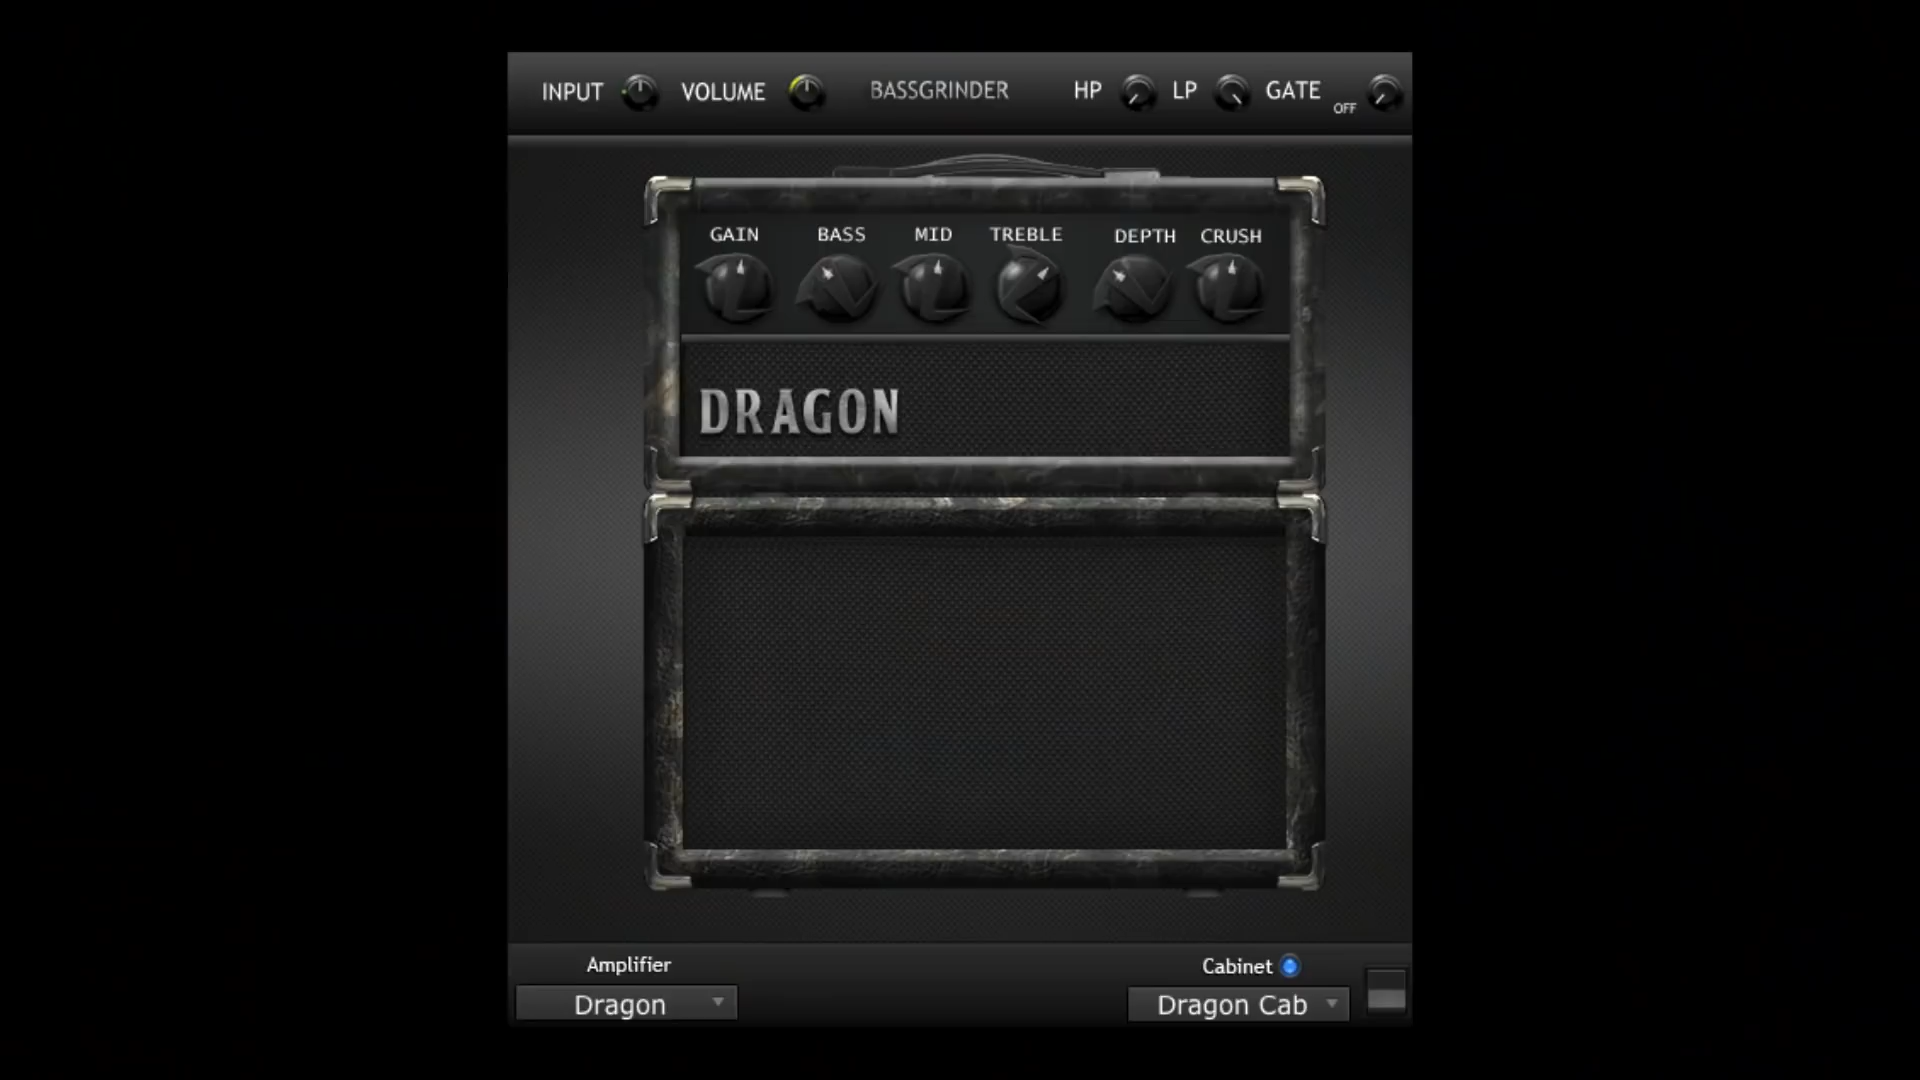 INPUT VOLUME BASSGRINDER HP LP GATE OFF
GAIN BASS MID TREBLE DEPTH CRUSH
DRAGON
Amplifier Cabinet
Dragon Dragon Cab